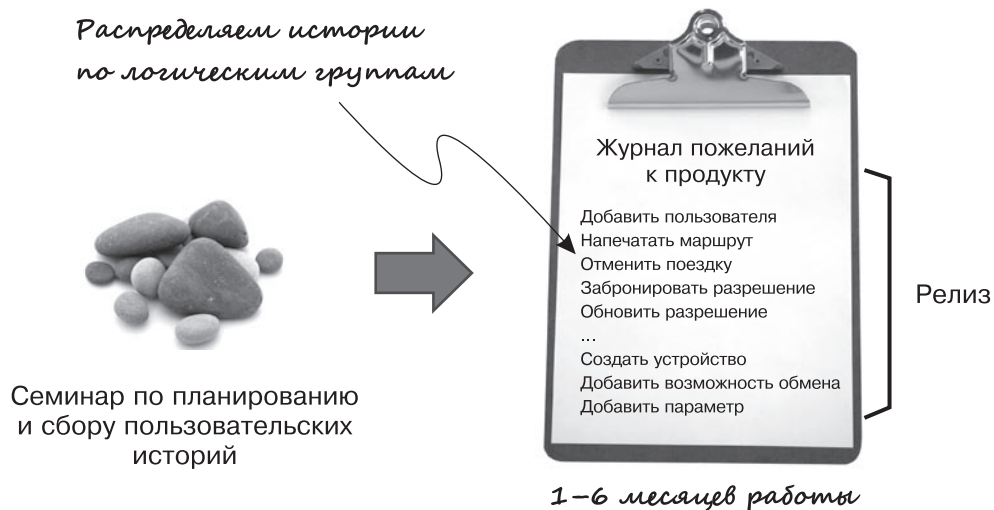 Распределяем истории
по логическим группам
Журнал пожеланий
к продукту
Добавить пользователя
Напечатать маршрут
Отменить поездку
Забронировать разрешение
Обновить разрешение
...
Создать устройство
Добавить возможность обмена
Добавить параметр
Релиз
Семинар по планированию
и сбору пользовательских
историй
1–6 месяцев работы